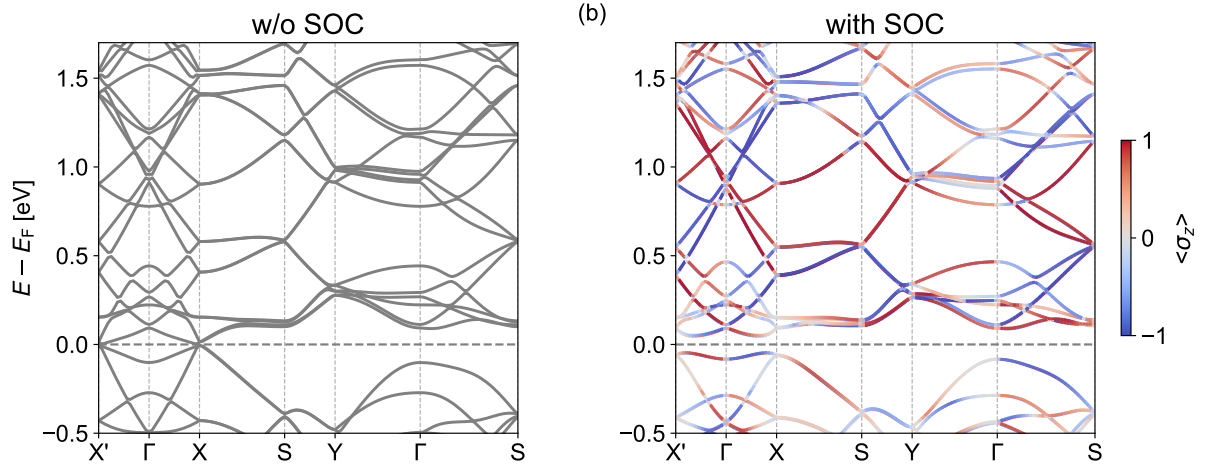 w/o SOC
1.5
1.0
0.5
0.0
−0.5
E − E_F [eV]
X' Γ X S Y Γ S
(b)
with SOC
1.5
1.0
0.5
0.0
−0.5
X' Γ X S Y Γ S
1
0
−1
<σ_z>